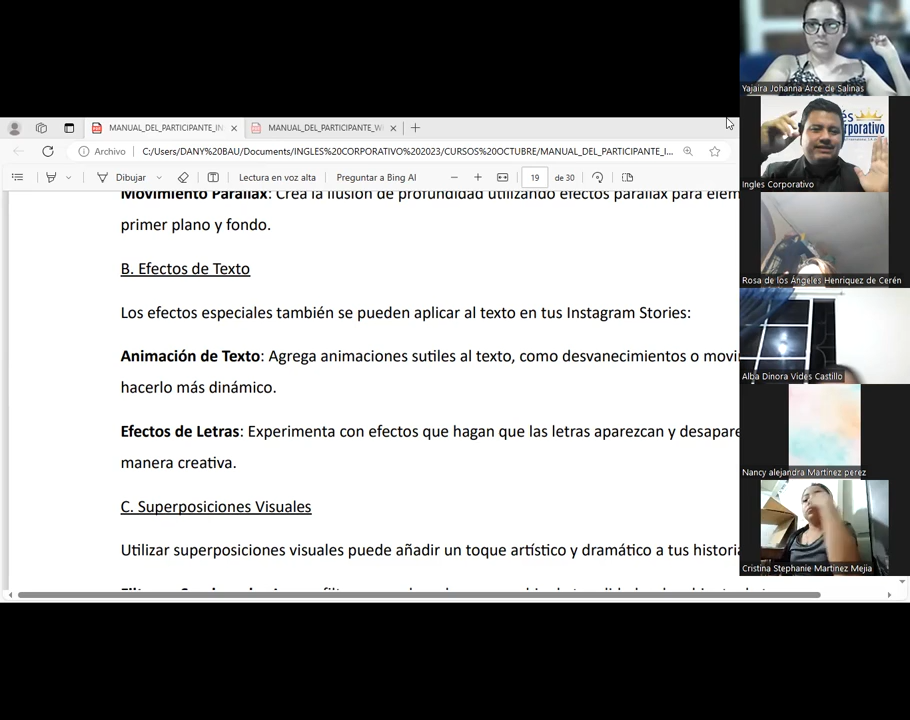 MANUAL_DEL_PARTICIPANTE_IN
MANUAL_DEL_PARTICIPANTE_W
Archivo
C:/Users/DANY%20BAU/Documents/INGLES%20CORPORATIVO%202023/CURSOS%20OCTUBRE/MANUAL_DEL_PARTICIPANTE_I...
Dibujar
Lectura en voz alta
Preguntar a Bing AI
19
de 30
Movimiento Parallax: Crea la ilusión de profundidad utilizando efectos parallax para elem
primer plano y fondo.
B. Efectos de Texto
Los efectos especiales también se pueden aplicar al texto en tus Instagram Stories:
Animación de Texto: Agrega animaciones sutiles al texto, como desvanecimientos o movi
hacerlo más dinámico.
Efectos de Letras: Experimenta con efectos que hagan que las letras aparezcan y desapare
manera creativa.
C. Superposiciones Visuales
Utilizar superposiciones visuales puede añadir un toque artístico y dramático a tus historia
Yajaira Johanna Arce de Salinas
és
rporativo
Ingles Corporativo
Rosa de los Ángeles Henriquez de Cerén
Alba Dinora Vides Castillo
Nancy alejandra Martinez perez
Cristina Stephanie Martinez Mejia